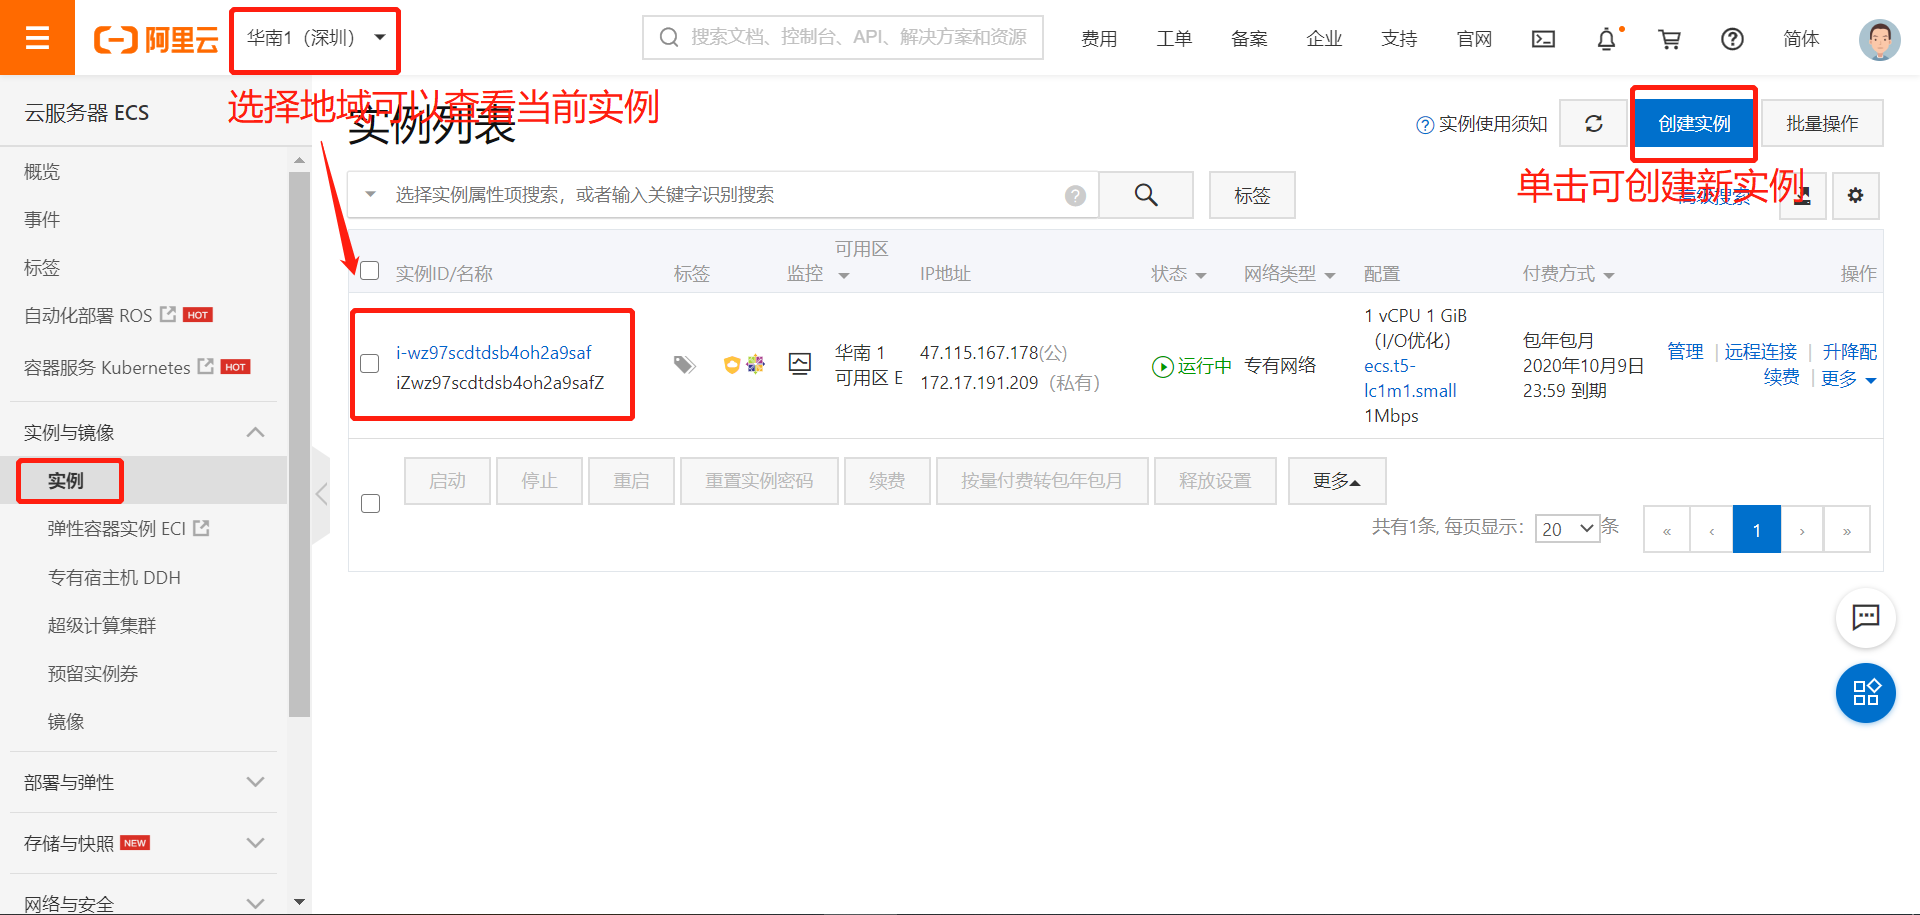 阿里云
华南1（深圳）
搜索文档、控制台、API、解决方案和资源
费用
工单
备案
企业
支持
官网
简体
云服务器 ECS
选择地域可以查看当前实例
实例列表
实例使用须知
创建实例
批量操作
单击可创建新实例
概览
事件
标签
自动化部署 ROS HOT
容器服务 Kubernetes HOT
实例与镜像
实例
弹性容器实例 ECI
专有宿主机 DDH
超级计算集群
预留实例券
镜像
部署与弹性
存储与快照 NEW
网络与安全
选择实例属性项搜索，或者输入关键字识别搜索
标签
高级搜索
实例ID/名称
标签
监控
可用区
IP地址
状态
网络类型
配置
付费方式
操作
i-wz97scdtdsb4oh2a9saf
iZwz97scdtdsb4oh2a9safZ
华南 1
可用区 E
47.115.167.178(公)
172.17.191.209（私有）
运行中
专有网络
1 vCPU 1 GiB
（I/O优化）
ecs.t5-
lc1m1.small
1Mbps
包年包月
2020年10月9日
23:59 到期
管理 | 远程连接 | 升降配
续费 | 更多
启动
停止
重启
重置实例密码
续费
按量付费转包年包月
释放设置
更多
共有1条, 每页显示: 20 条
« ‹ 1 › »